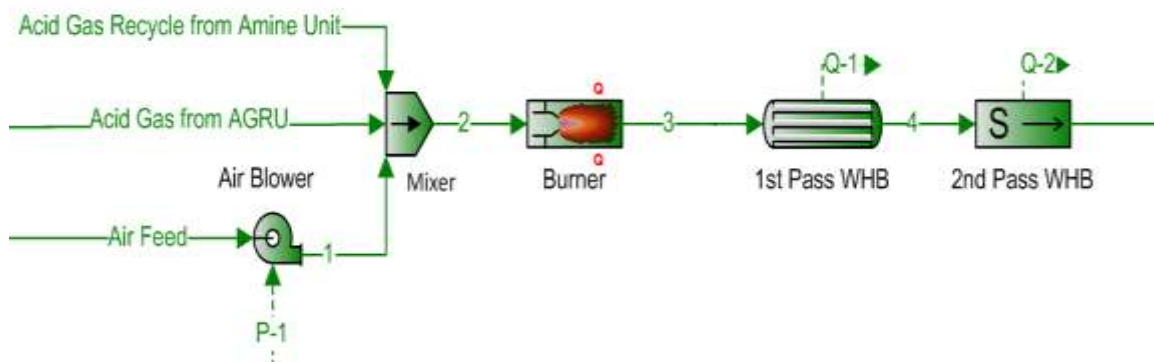 Acid Gas Recycle from Amine Unit
Q-1
Q-2
Q
Acid Gas from AGRU
2
3
4
S
Q
Air Blower
Mixer
Burner
1st Pass WHB
2nd Pass WHB
Air Feed
1
P-1